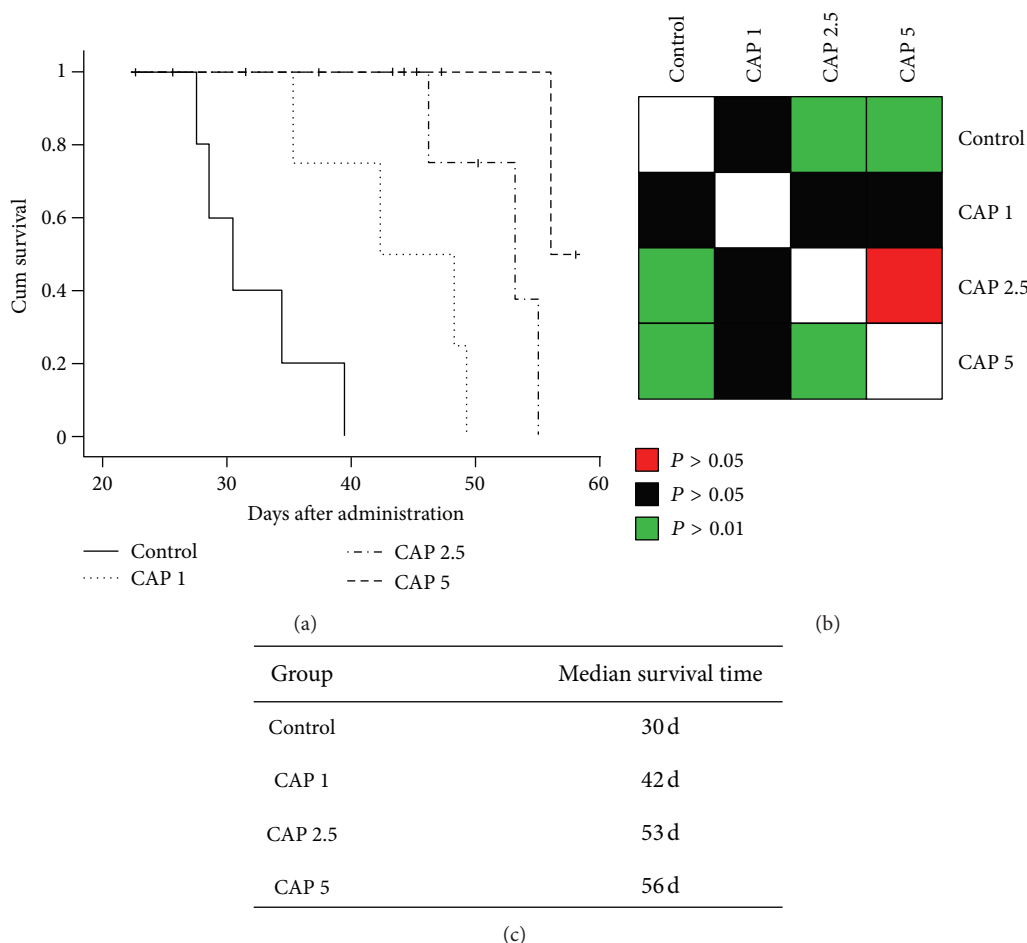 Cum survival
1
0.8
0.6
0.4
0.2
0
20 30 40 50 60
Days after administration
Control
CAP 1
CAP 2.5
CAP 5
(a)
Control
CAP 1
CAP 2.5
CAP 5
Control
CAP 1
CAP 2.5
CAP 5
P > 0.05
P > 0.05
P > 0.01
(b)
Group Median survival time
Control 30 d
CAP 1 42 d
CAP 2.5 53 d
CAP 5 56 d
(c)